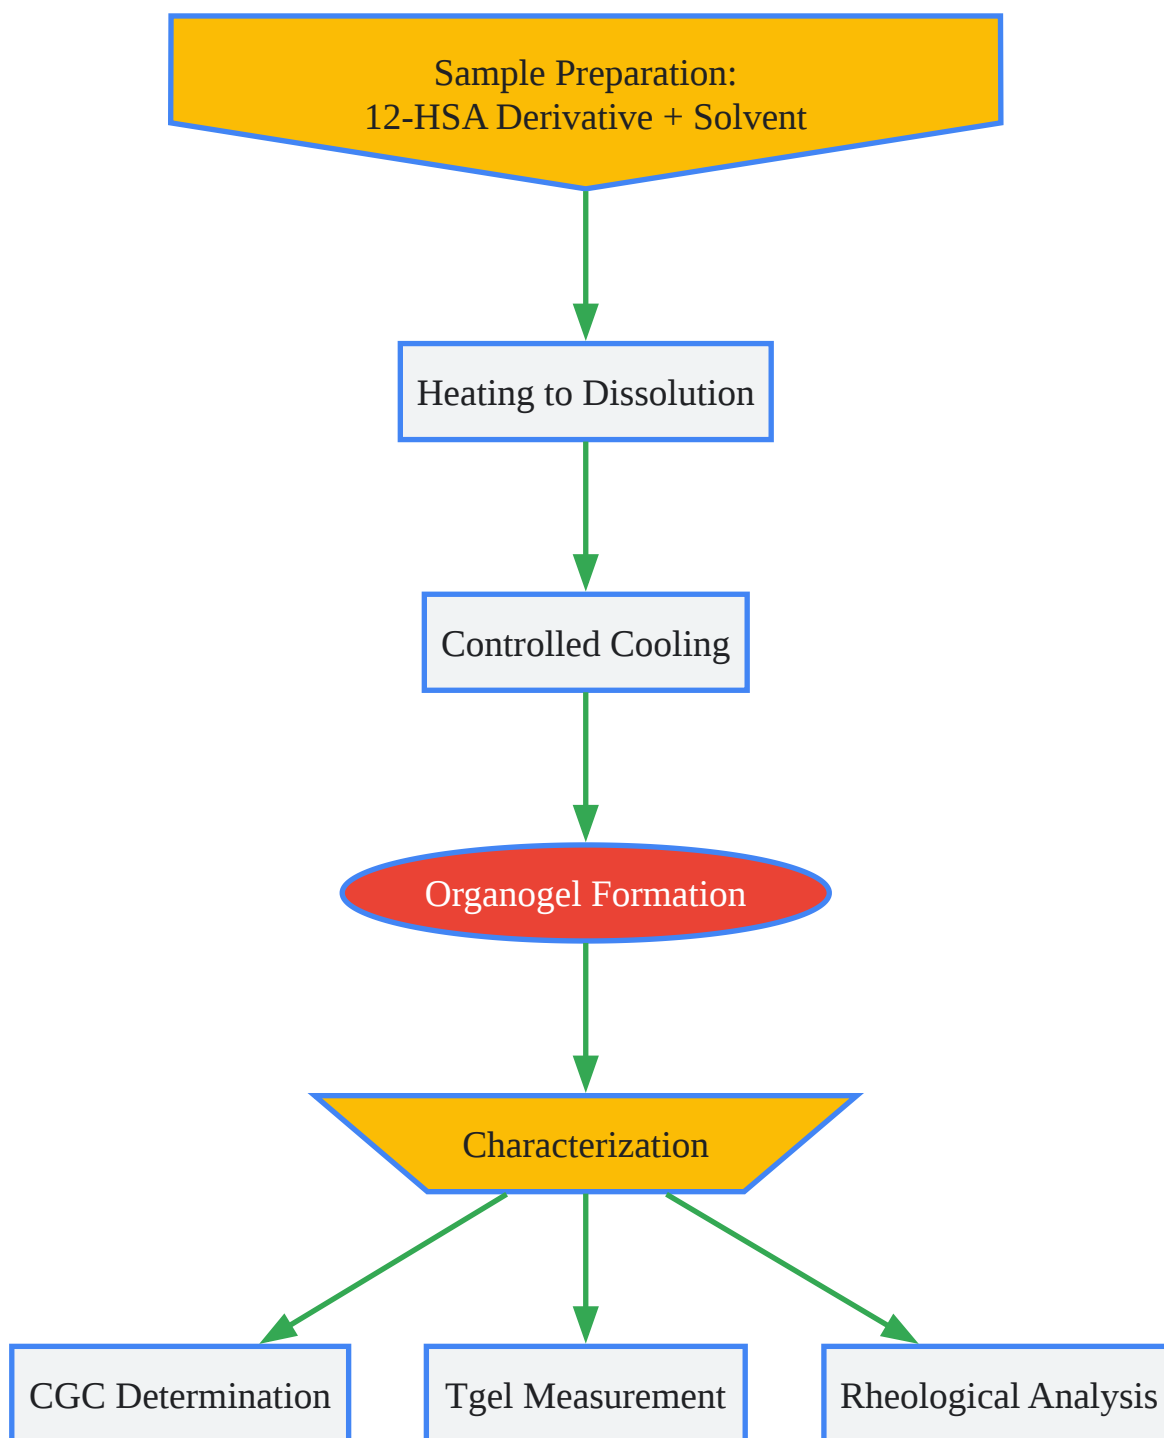 Sample Preparation:
12-HSA Derivative + Solvent
Heating to Dissolution
Controlled Cooling
Organogel Formation
Characterization
CGC Determination
Tgel Measurement
Rheological Analysis